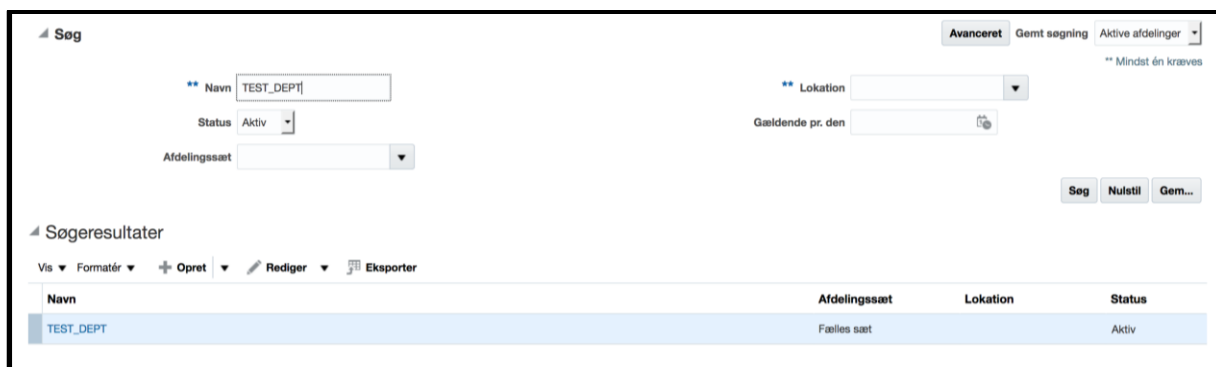 Søg
Avanceret Gemt søgning Aktive afdelinger
** Mindst én kræves
** Navn TEST_DEPT
** Lokation
Status Aktiv
Gældende pr. den
Afdelingssæt
Søg Nulstil Gem...
Søgeresultater
Vis Formatér Opret Rediger Eksporter
Navn Afdelingssæt Lokation Status
TEST_DEPT Fælles sæt Aktiv